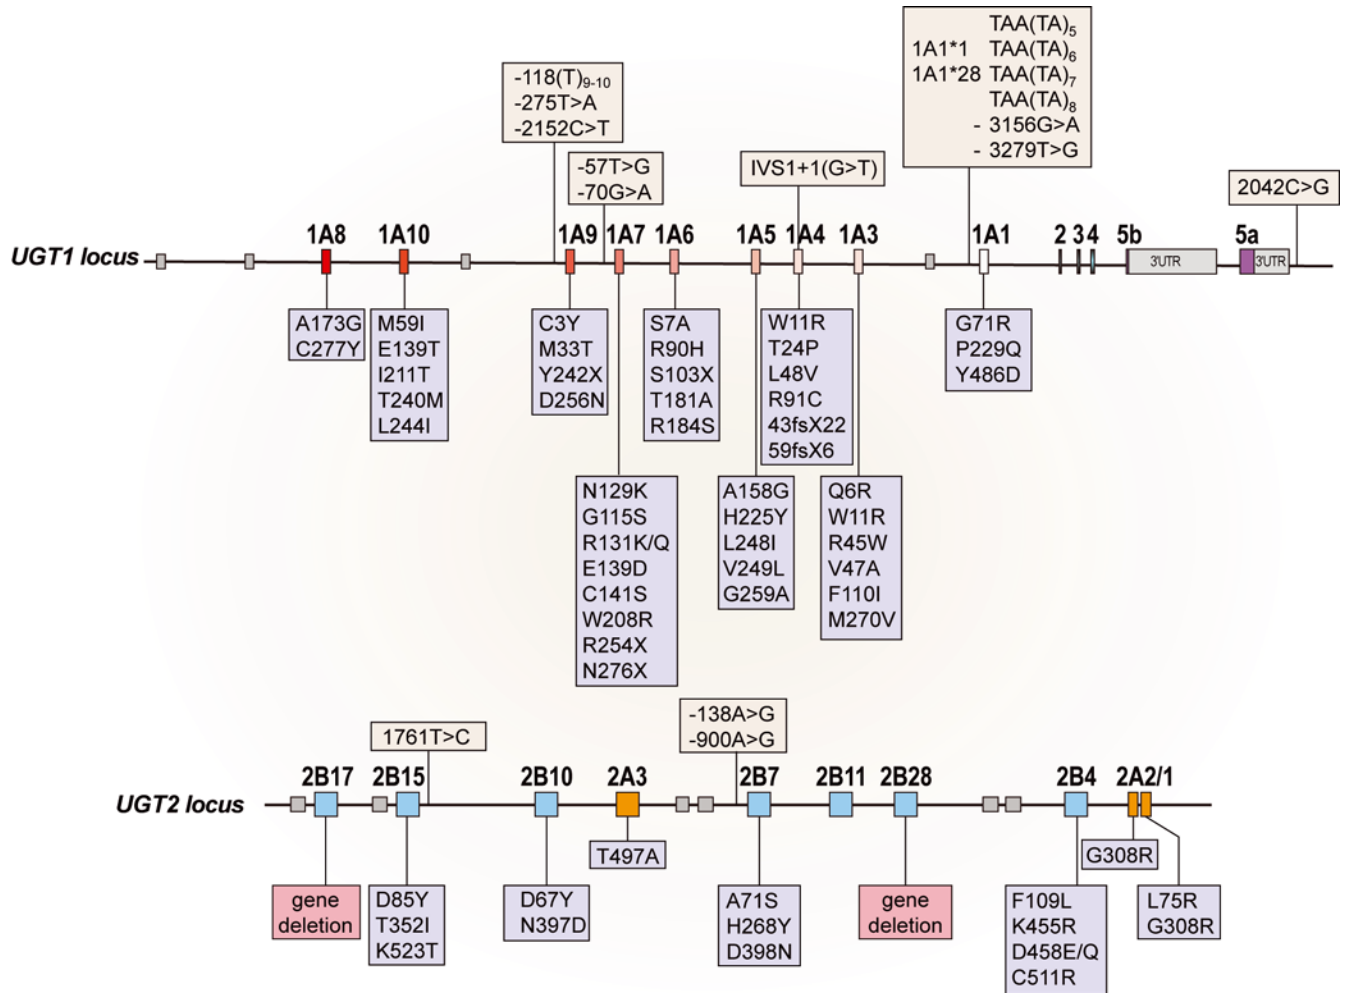 TAA(TA)5
1A1*1 TAA(TA)6
1A1*28 TAA(TA)7
TAA(TA)8
- 3156G>A
- 3279T>G
-118(T)9-10
-275T>A
-2152C>T
-57T>G
-70G>A
IVS1+1(G>T)
2042C>G
1A8 1A10 1A9 1A7 1A6 1A5 1A4 1A3 1A1 2 3 4 5b 5a
UGT1 locus
3'UTR 3'UTR
A173G
C277Y
M59I
E139T
I211T
T240M
L244I
C3Y
M33T
Y242X
D256N
S7A
R90H
S103X
T181A
R184S
W11R
T24P
L48V
R91C
43fsX22
59fsX6
G71R
P229Q
Y486D
N129K
G115S
R131K/Q
E139D
C141S
W208R
R254X
N276X
A158G
H225Y
L248I
V249L
G259A
Q6R
W11R
R45W
V47A
F110I
M270V
1761T>C
-138A>G
-900A>G
2B17 2B15 2B10 2A3 2B7 2B11 2B28 2B4 2A2/1
UGT2 locus
T497A
G308R
gene
deletion
D85Y
T352I
K523T
D67Y
N397D
A71S
H268Y
D398N
gene
deletion
F109L
K455R
D458E/Q
C511R
L75R
G308R